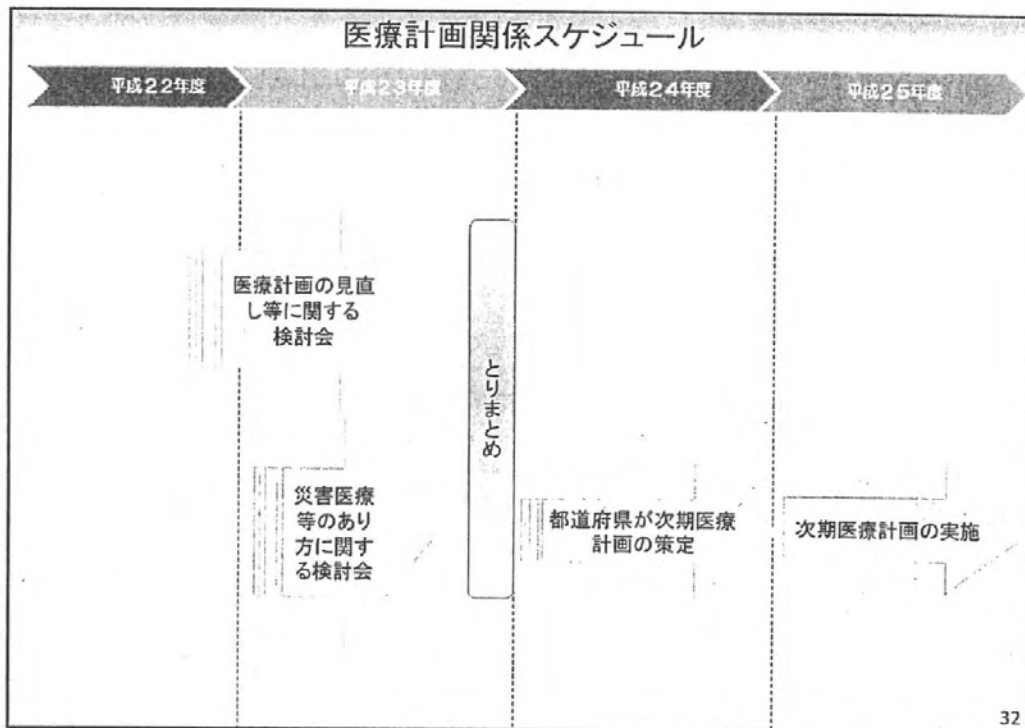 医療計画関係スケジュール
平成22年度
平成23年度
平成24年度
平成25年度
医療計画の見直
し等に関する
検討会
とりまとめ
災害医療
等のあり
方に関す
る検討会
都道府県が次期医療
計画の策定
次期医療計画の実施
32